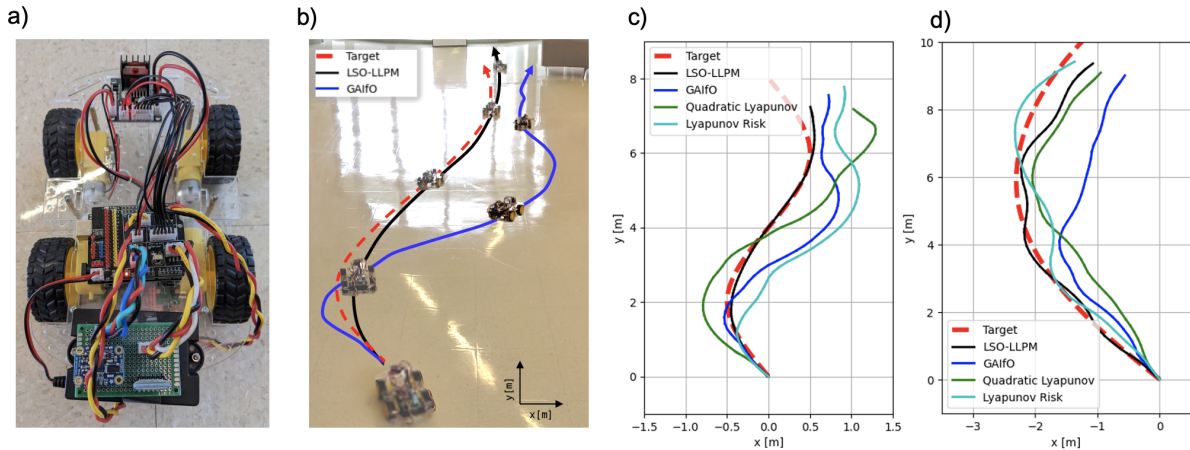 a)
b)
Target
LSO-LLPM
GAIfO
y[m]
x[m]
c)
Target
LSO-LLPM
GAIfO
Quadratic Lyapunov
Lyapunov Risk
8
6
4
2
0
y [m]
−1.5
−1.0
−0.5
0.0
0.5
1.0
1.5
x [m]
d)
10
8
6
4
2
0
y [m]
Target
LSO-LLPM
GAIfO
Quadratic Lyapunov
Lyapunov Risk
−3
−2
−1
0
x [m]